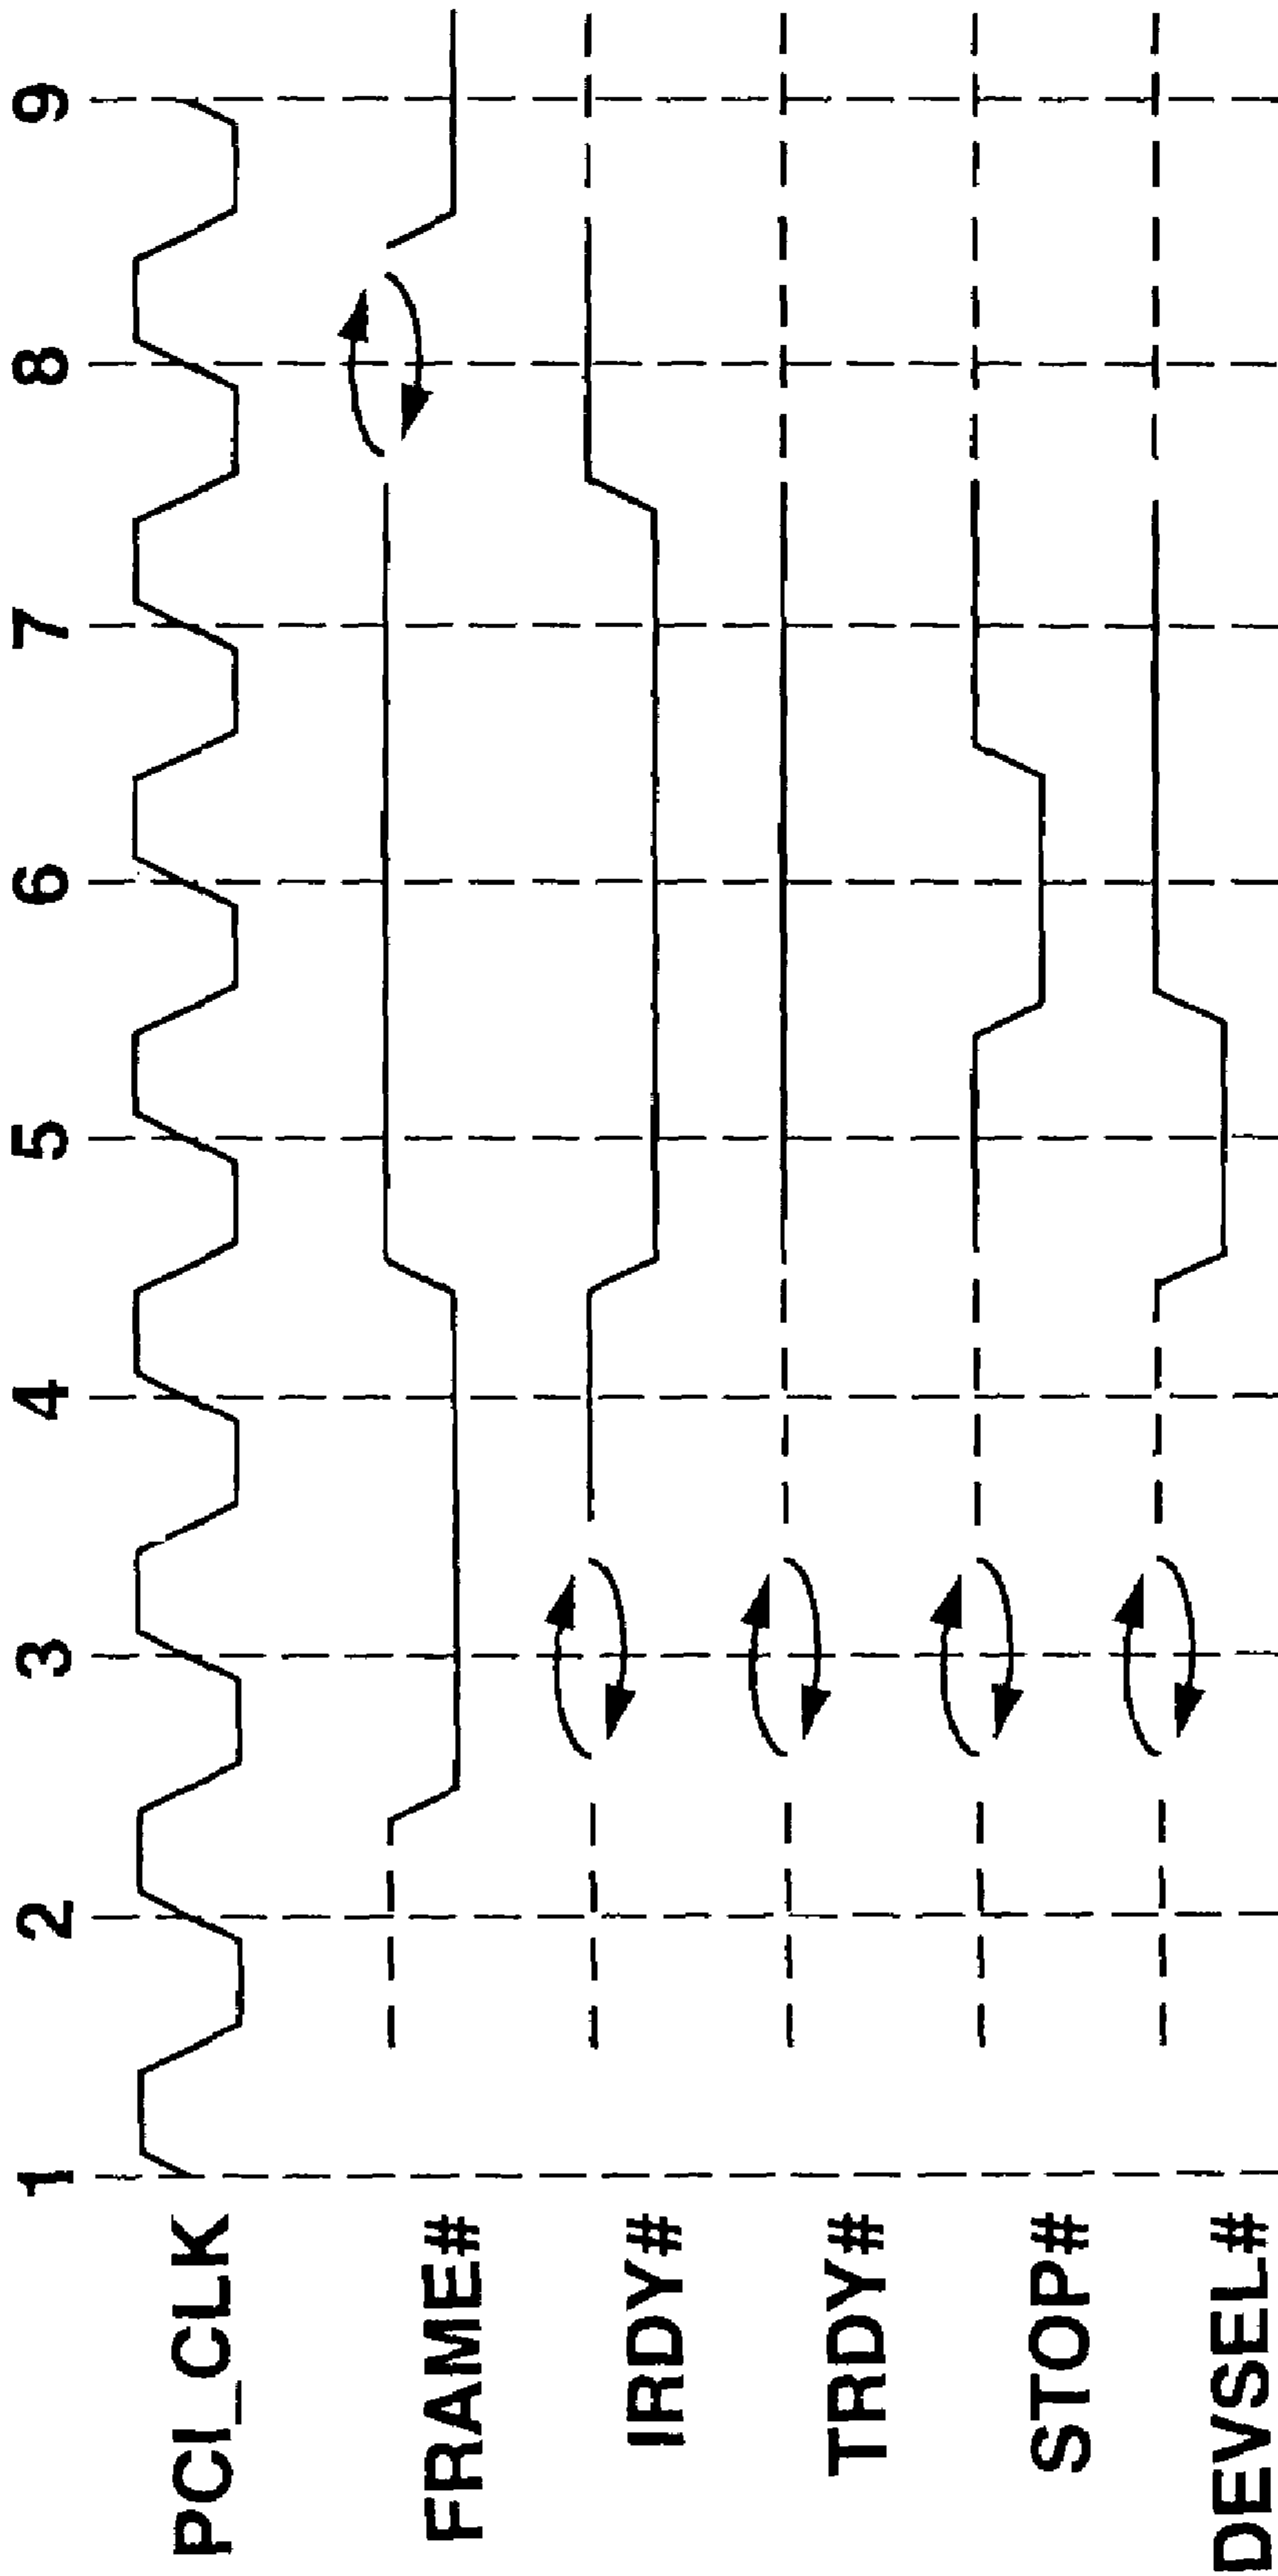 1 2 3 4 5 6 7 8 9
PCI_CLK
FRAME#
IRDY#
TRDY#
STOP#
DEVSEL#